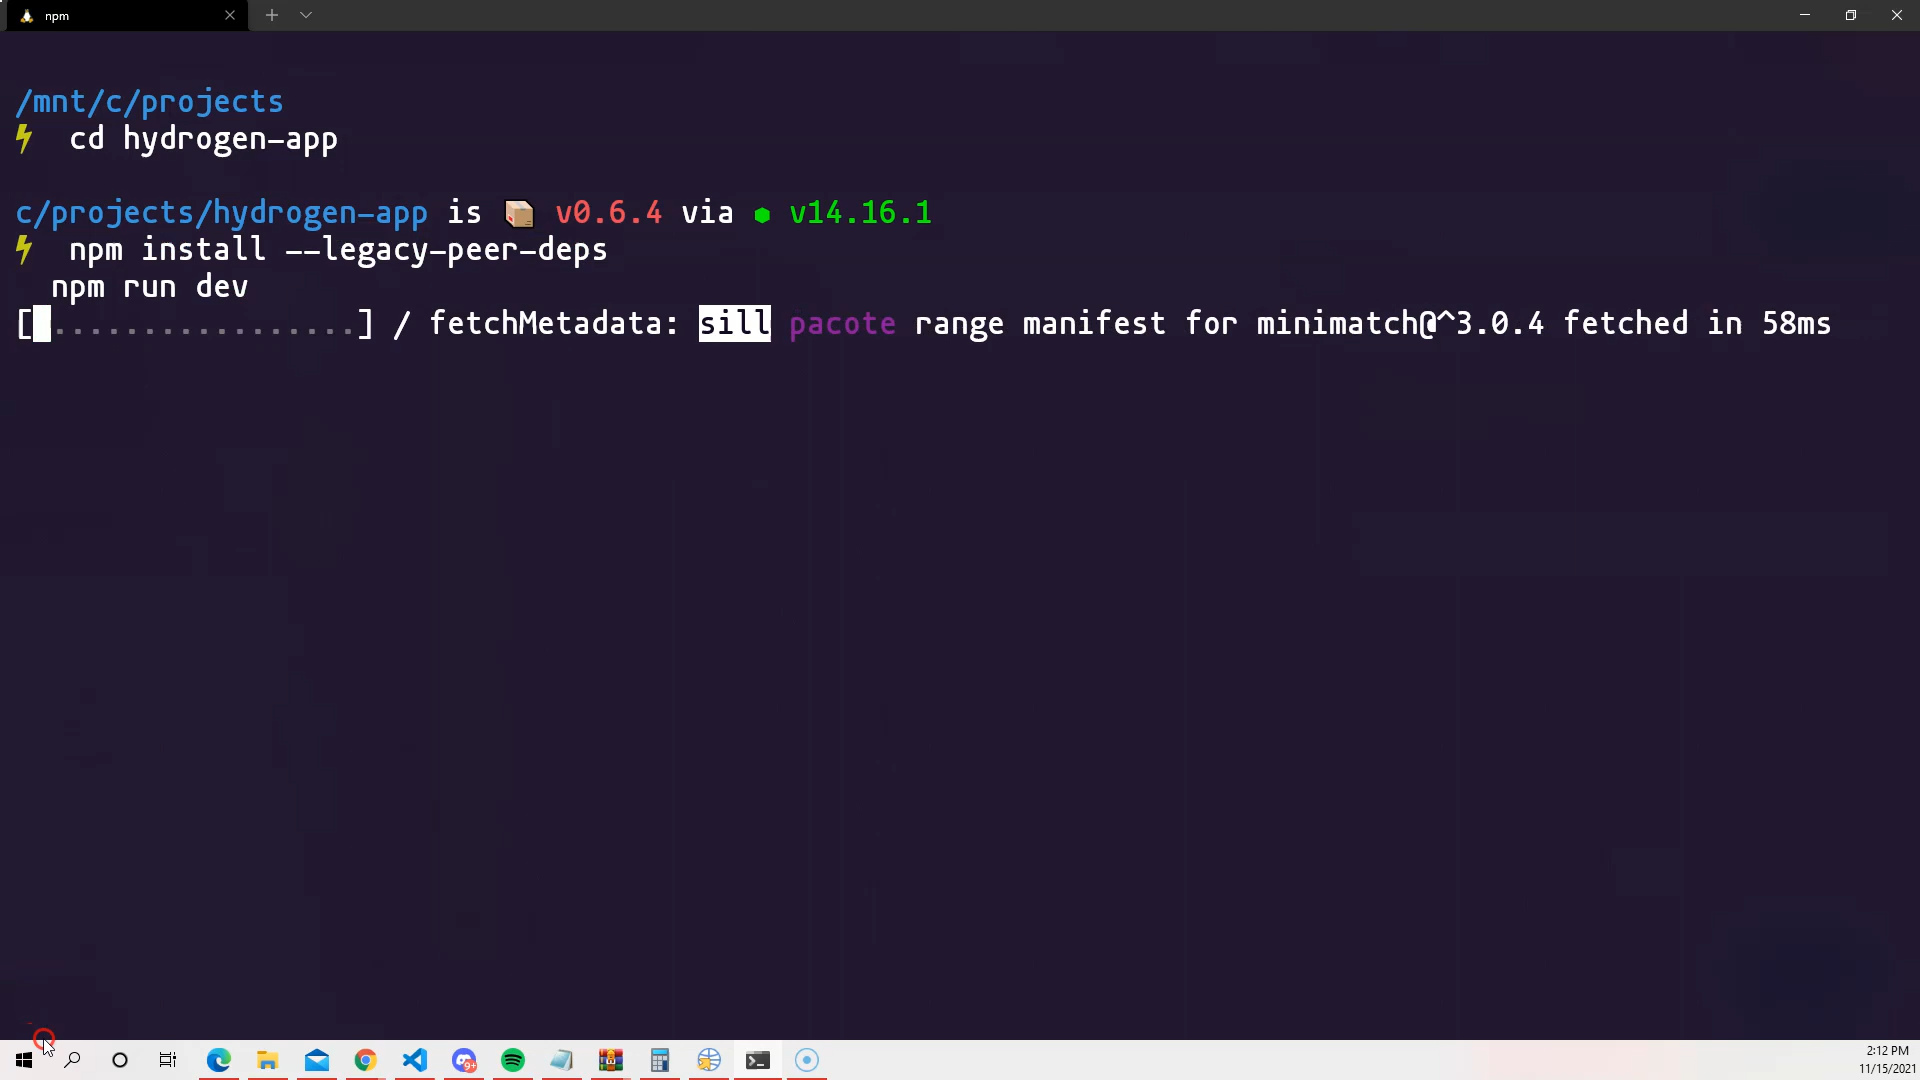 npm
/mnt/c/projects
cd hydrogen-app
c/projects/hydrogen-app is 📦 v0.6.4 via ⬢ v14.16.1
npm install --legacy-peer-deps
npm run dev
[ .................] / fetchMetadata: sill pacote range manifest for minimatch@^3.0.4 fetched in 58ms
9+
2:12 PM
11/15/2021